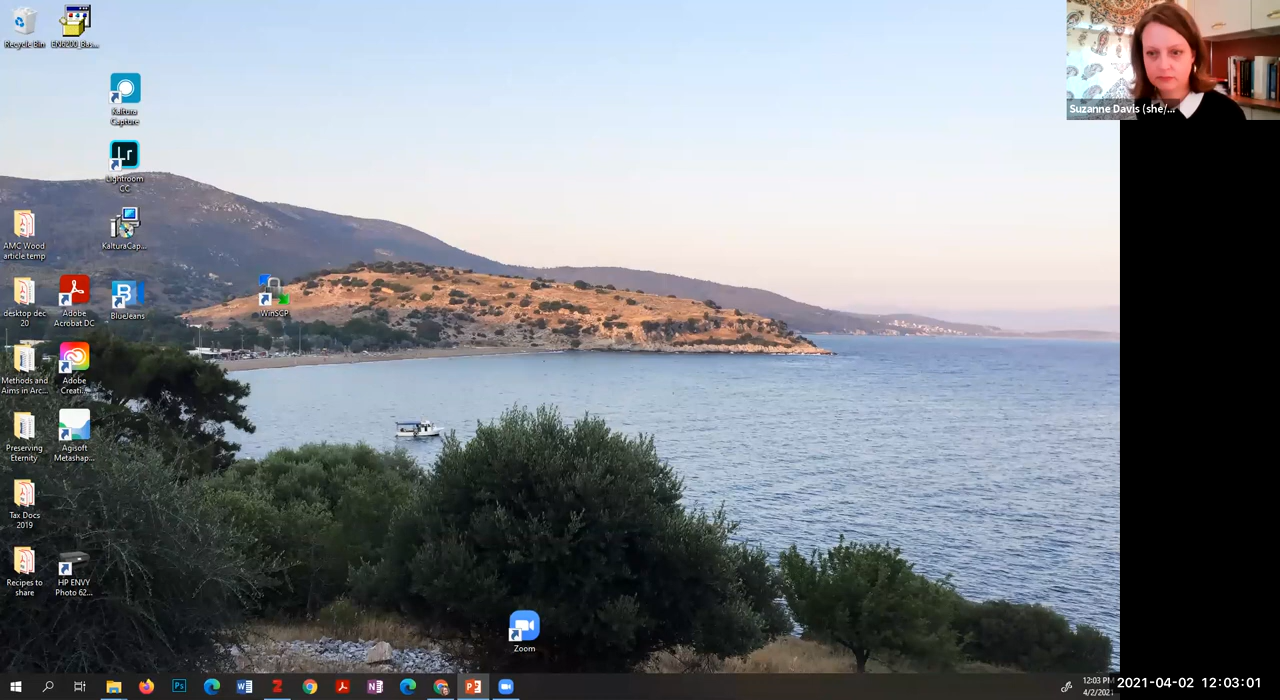 Recycle Bin
EN6200_Bas...
Kaltura
Capture
Lightroom
CC
AMC Wood
article temp
KalturaCap...
desktop dec
20
Adobe
Acrobat DC
BlueJeans
WinSCP
Methods and
Aims in Arc...
Adobe
Creati...
Preserving
Eternity
Agisoft
Metashap...
Tax Docs
2019
Recipes to
share
HP ENVY
Photo 62...
Zoom
Suzanne Davis (she/...
12:03 PM
4/2/2021
2021-04-02 12:03:01